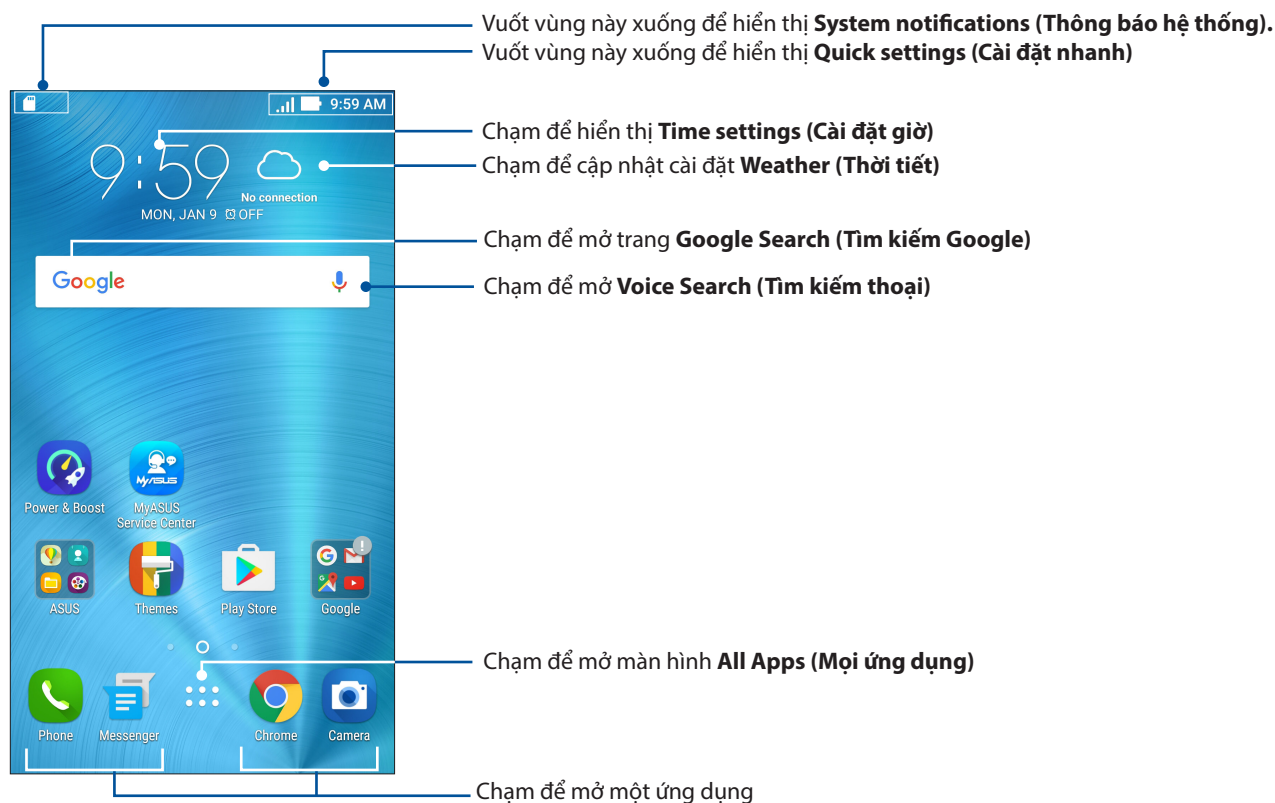 Vuốt vùng này xuống để hiển thị System notifications (Thông báo hệ thống).
Vuốt vùng này xuống để hiển thị Quick settings (Cài đặt nhanh)
9:59 AM
Chạm để hiển thị Time settings (Cài đặt giờ)
9:59
Chạm để cập nhật cài đặt Weather (Thời tiết)
No connection
MON, JAN 9 OFF
Chạm để mở trang Google Search (Tìm kiếm Google)
Google
Chạm để mở Voice Search (Tìm kiếm thoại)
My/ASUS
Power & Boost
MyASUS
Service Center
G
ASUS
Themes
Play Store
Google
Chạm để mở màn hình All Apps (Mọi ứng dụng)
Phone
Messenger
Chrome
Camera
Chạm để mở một ứng dụng